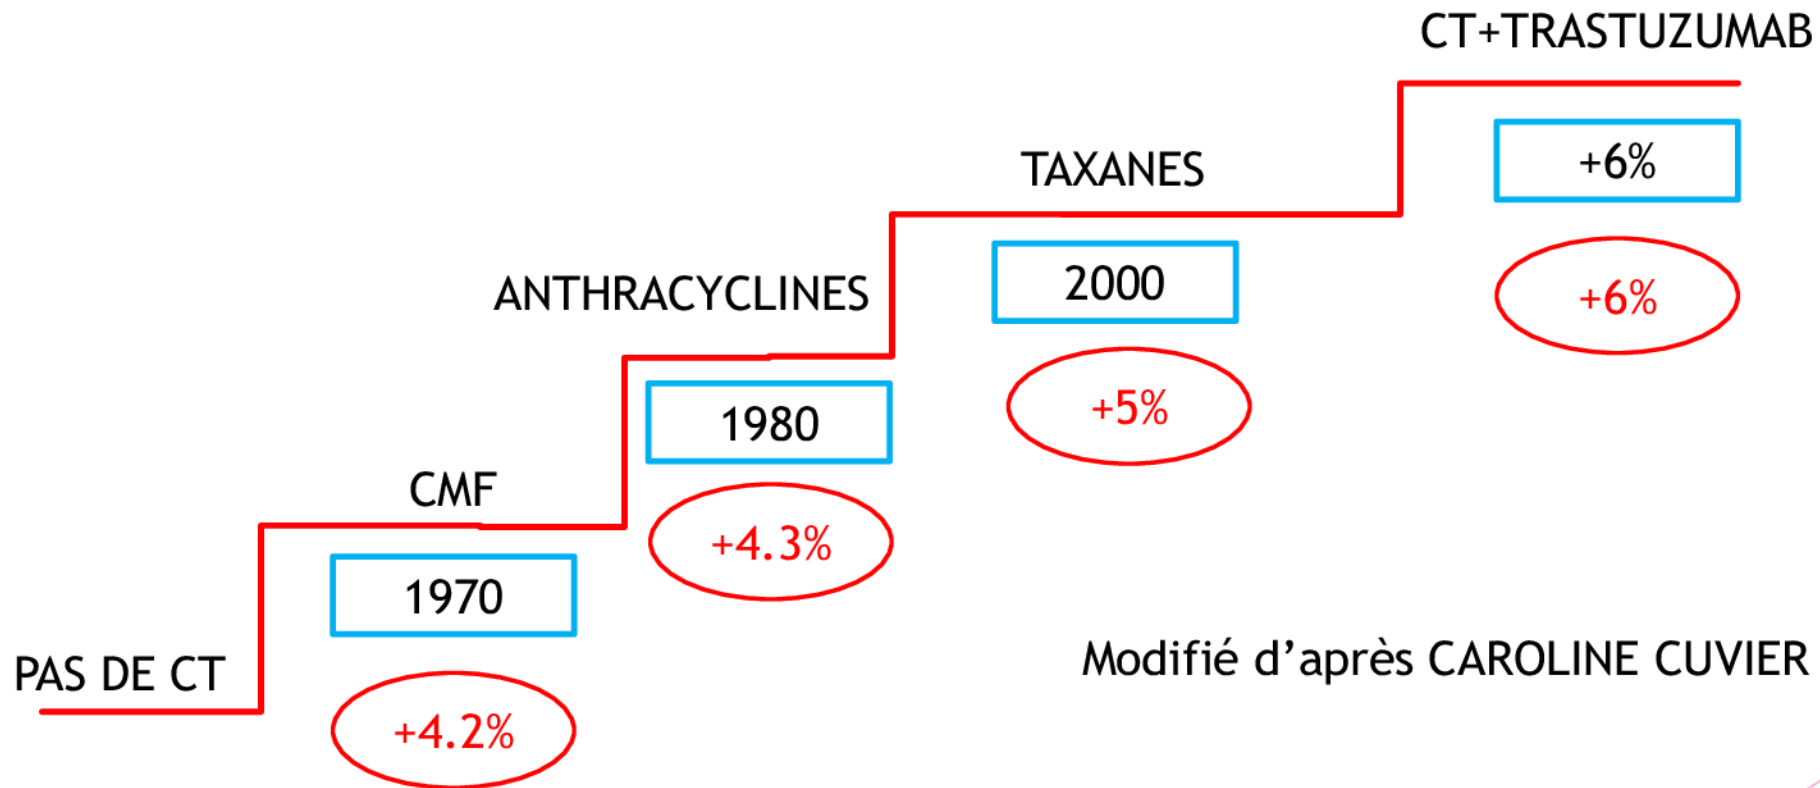 CT+TRASTUZUMAB
+6%
+6%
TAXANES
2000
+5%
ANTHRACYCLINES
1980
+4.3%
CMF
1970
+4.2%
PAS DE CT
Modifié d’après CAROLINE CUVIER